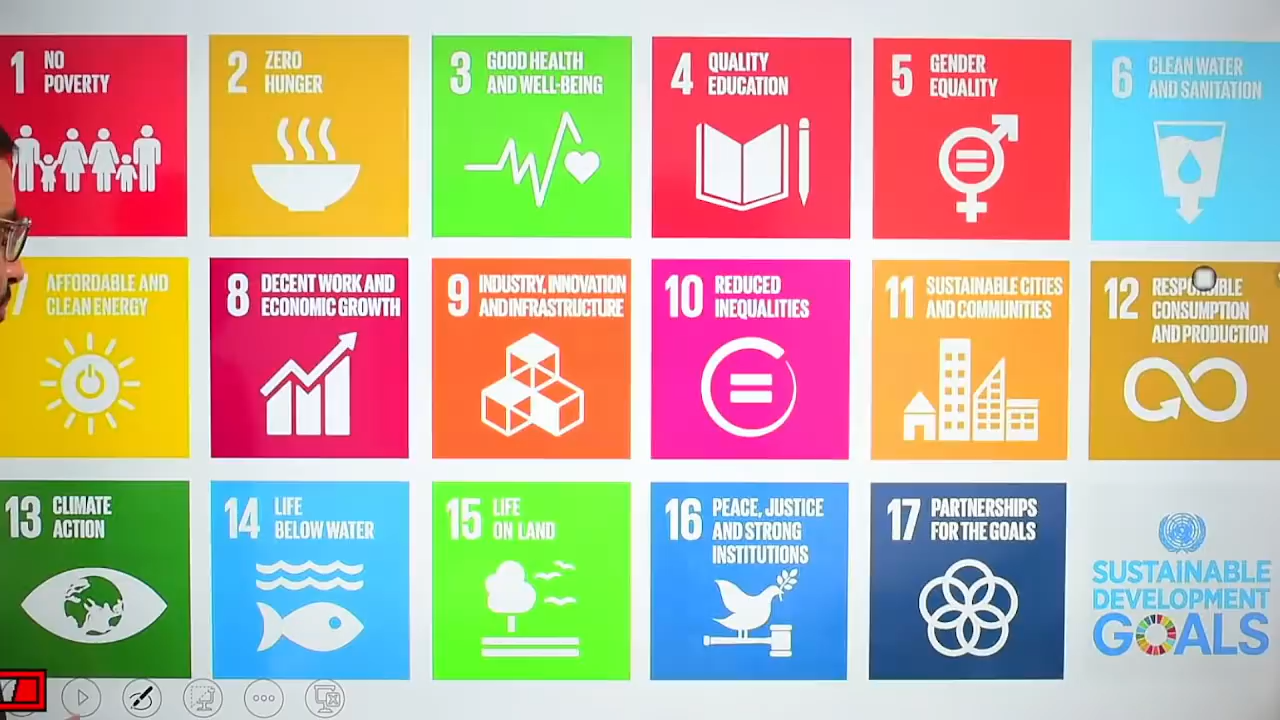 1 NO
POVERTY
2 ZERO
HUNGER
3 GOOD HEALTH
AND WELL-BEING
4 QUALITY
EDUCATION
5 GENDER
EQUALITY
6 CLEAN WATER
AND SANITATION
7 AFFORDABLE AND
CLEAN ENERGY
8 DECENT WORK AND
ECONOMIC GROWTH
9 INDUSTRY, INNOVATION
AND INFRASTRUCTURE
10 REDUCED
INEQUALITIES
11 SUSTAINABLE CITIES
AND COMMUNITIES
12 RESPONSIBLE
CONSUMPTION
AND PRODUCTION
13 CLIMATE
ACTION
14 LIFE
BELOW WATER
15 LIFE
ON LAND
16 PEACE, JUSTICE
AND STRONG
INSTITUTIONS
17 PARTNERSHIPS
FOR THE GOALS
SUSTAINABLE
DEVELOPMENT
GOALS